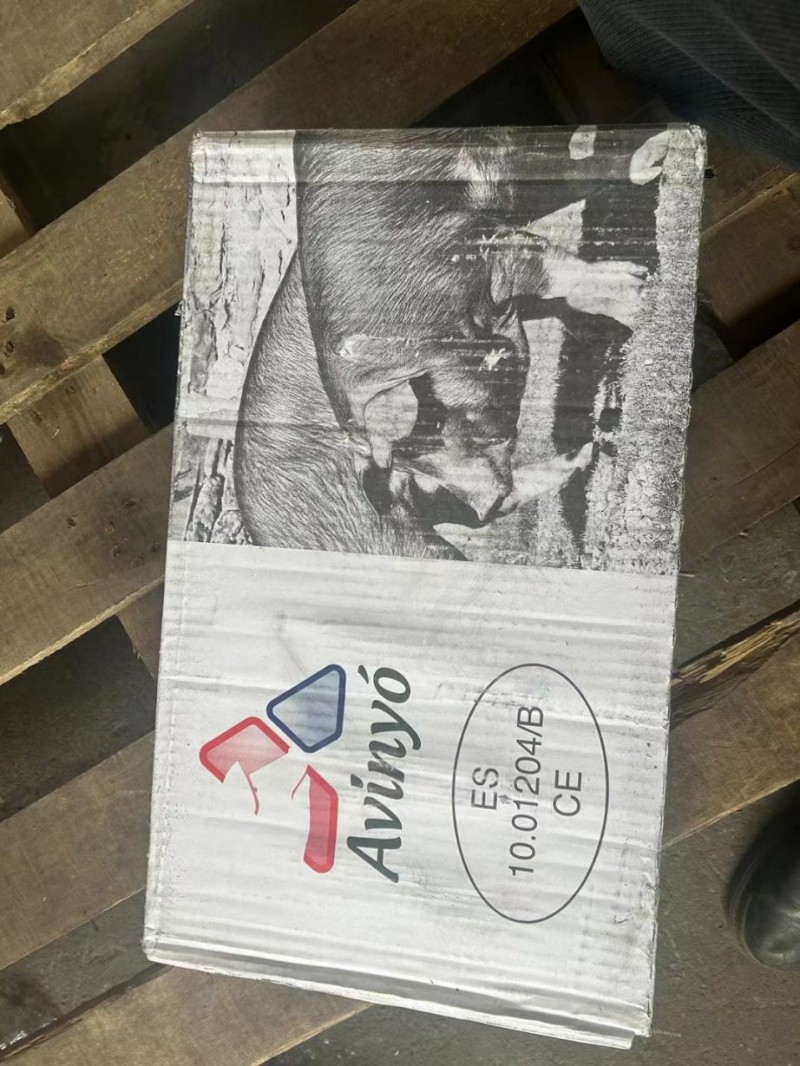 Avinyó
ES
10.01204/B
CE